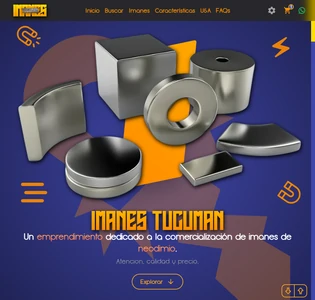 IMANES
Inicio Buscar Imanes Características U&A FAQs
IMANES TUCUMAN
Un emprendimiento dedicado a la comercialización de imanes de
neodimio.
Atención, calidad y precio.
Explorar